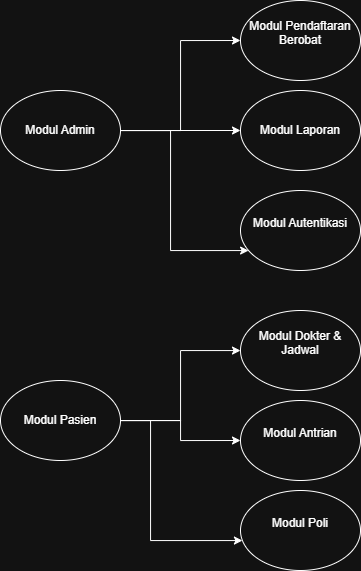 Modul Pendaftaran
Berobat
Modul Admin
Modul Laporan
Modul Autentikasi
Modul Dokter &
Jadwal
Modul Pasien
Modul Antrian
Modul Poli